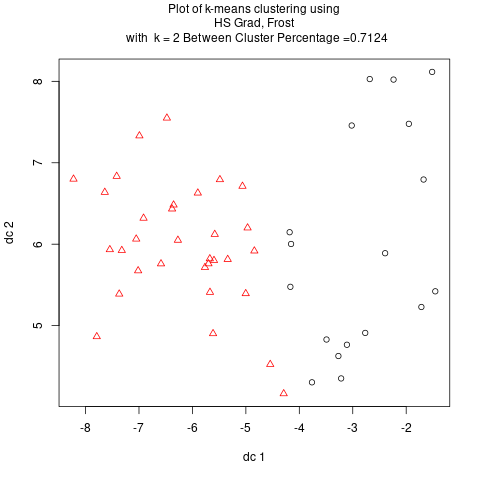 Plot of k-means clustering using
HS Grad, Frost
with  k = 2 Between Cluster Percentage =0.7124
8
7
6
5
dc 2
-8 -7 -6 -5 -4 -3 -2
dc 1